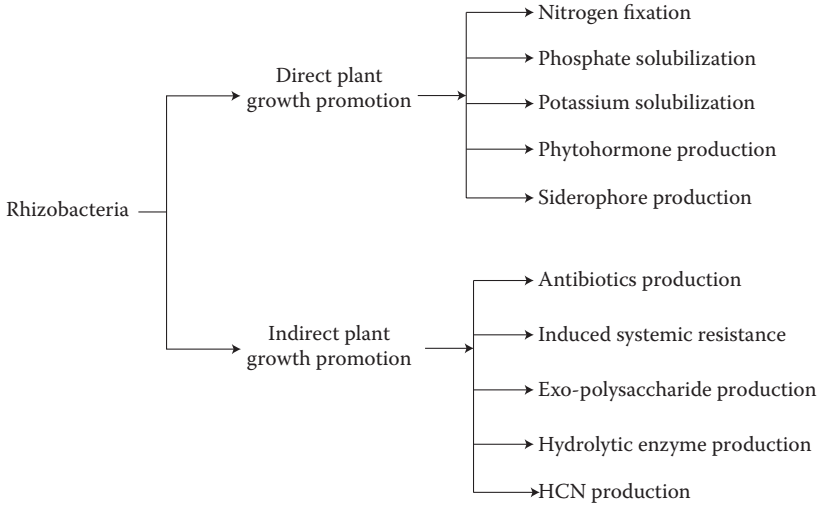 Rhizobacteria
Direct plant
growth promotion
Nitrogen fixation
Phosphate solubilization
Potassium solubilization
Phytohormone production
Siderophore production
Indirect plant
growth promotion
Antibiotics production
Induced systemic resistance
Exo-polysaccharide production
Hydrolytic enzyme production
HCN production